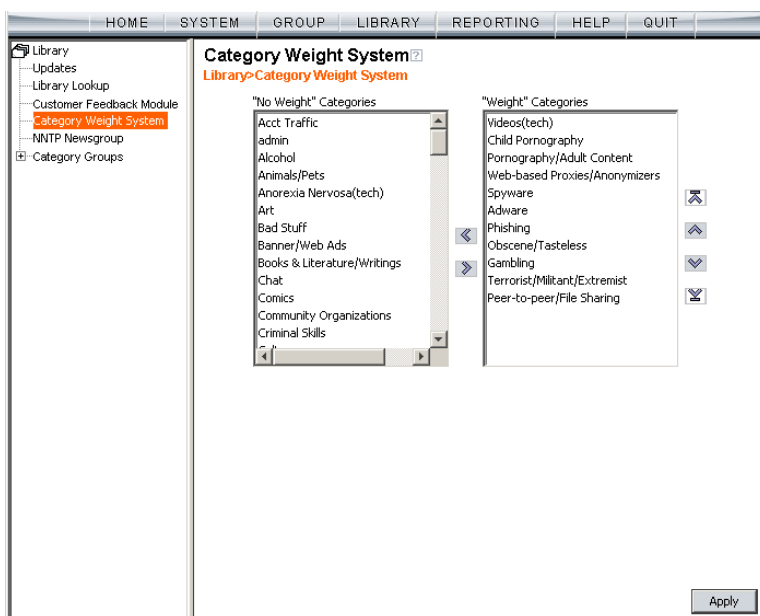 HOME SYSTEM GROUP LIBRARY REPORTING HELP QUIT
Library
Updates
Library Lookup
Customer Feedback Module
Category Weight System
NNTP Newsgroup
Category Groups
Category Weight System
Library>Category Weight System
"No Weight" Categories
Acct Traffic
admin
Alcohol
Animals/Pets
Anorexia Nervosa(tech)
Art
Bad Stuff
Banner/Web Ads
Books & Literature/Writings
Chat
Comics
Community Organizations
Criminal Skills
"Weight" Categories
Videos(tech)
Child Pornography
Pornography/Adult Content
Web-based Proxies/Anonymizers
Spyware
Adware
Phishing
Obscene/Tasteless
Gambling
Terrorist/Militant/Extremist
Peer-to-peer/File Sharing
Apply